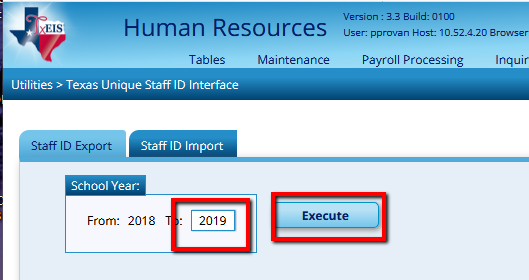 TxEIS
Human Resources
Version : 3.3 Build: 0100
User: pprovan Host: 10.52.4.20 Browser
Tables Maintenance Payroll Processing Inquir
Utilities > Texas Unique Staff ID Interface
Staff ID Export Staff ID Import
School Year:
From: 2018 To: 2019 Execute